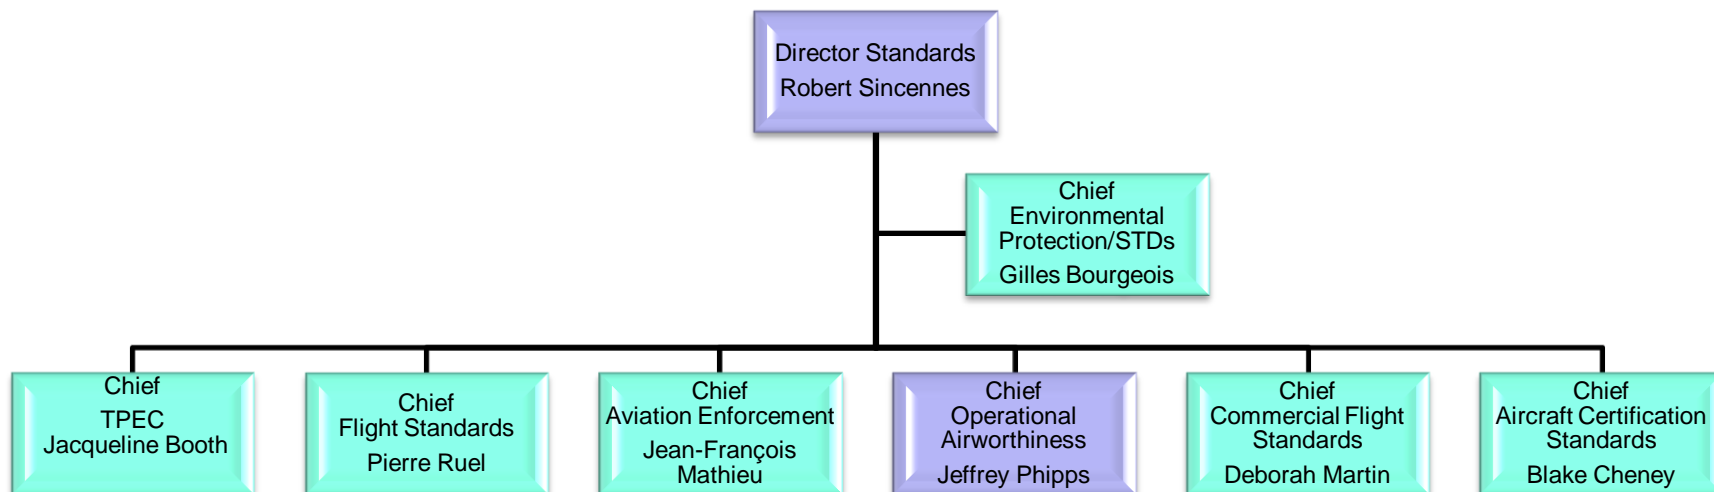 Director Standards
Robert Sincennes
Chief
Environmental
Protection/STDs
Gilles Bourgeois
Chief
TPEC
Jacqueline Booth
Chief
Flight Standards
Pierre Ruel
Chief
Aviation Enforcement
Jean-François
Mathieu
Chief
Operational
Airworthiness
Jeffrey Phipps
Chief
Commercial Flight
Standards
Deborah Martin
Chief
Aircraft Certification
Standards
Blake Cheney